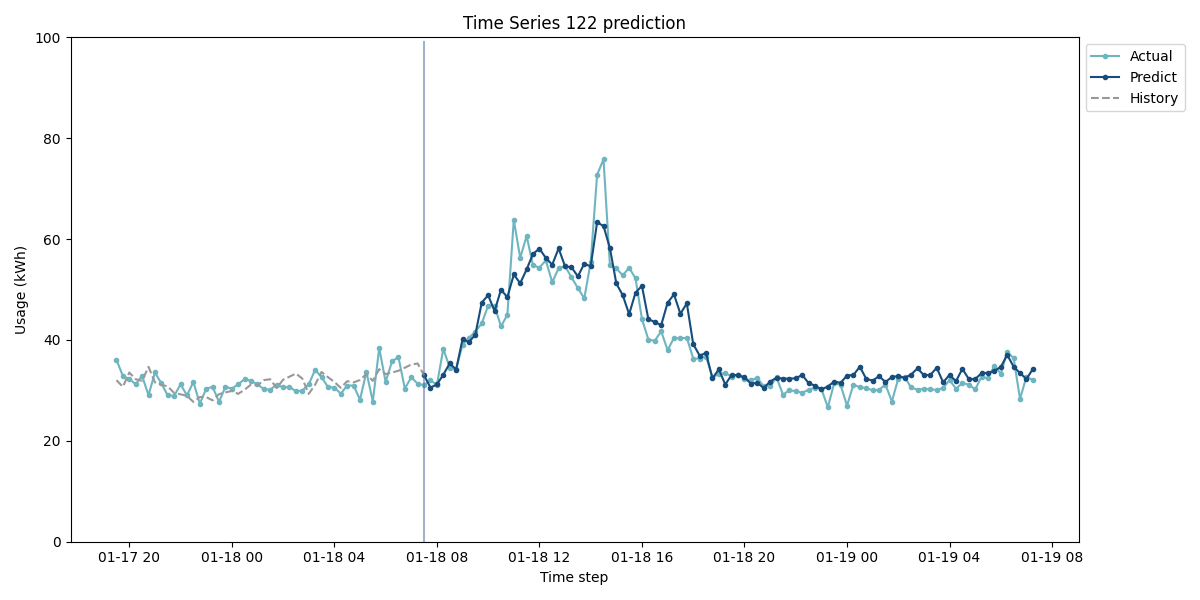 Time Series 122 prediction
100
80
60
40
20
0
Usage (kWh)
01-17 20
01-18 00
01-18 04
01-18 08
01-18 12
01-18 16
01-18 20
01-19 00
01-19 04
01-19 08
Time step
Actual
Predict
History